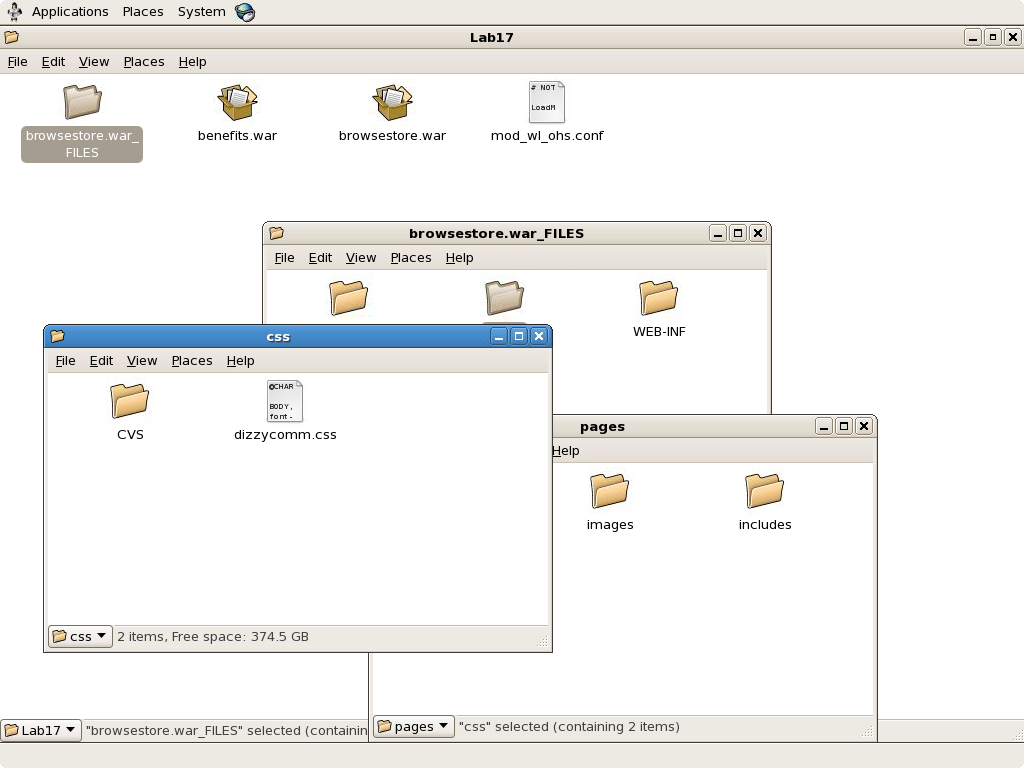 Applications Places System
Lab17
File Edit View Places Help
browsestore.war_
FILES
benefits.war
browsestore.war
# NOT
LoadM
mod_wl_ohs.conf
browsestore.war_FILES
File Edit View Places Help
WEB-INF
css
File Edit View Places Help
CVS
@CHAR
BODY,
font-
dizzycomm.css
css 2 items, Free space: 374.5 GB
pages
Help
images
includes
pages "css" selected (containing 2 items)
Lab17 "browsestore.war_FILES" selected (containin